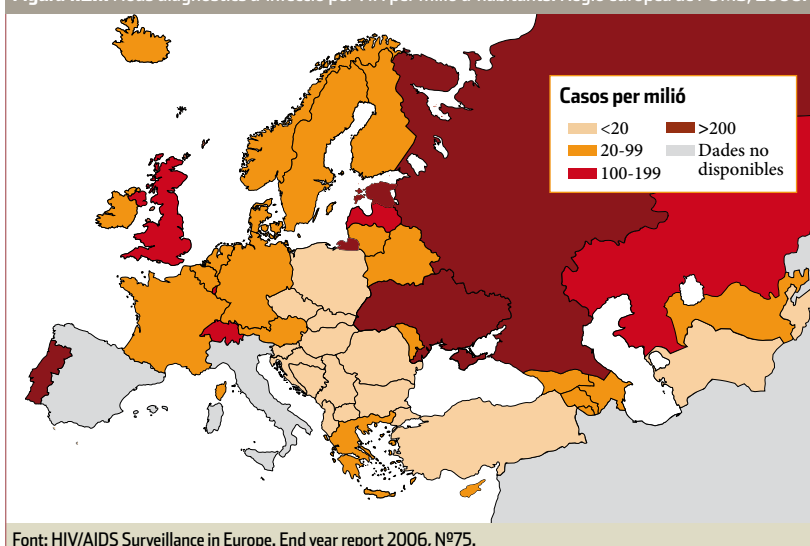 Casos per milió
<20
20-99
100-199
>200
Dades no
disponibles
Font: HIV/AIDS Surveillance in Europe. End year report 2006, Nº75.